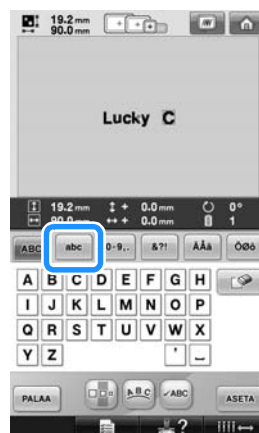 19.2 mm
90.0 mm
Lucky C
19.2 mm + 0.0 mm 0°
90.0 mm + 0.0 mm 1
ABC abc 0-9,. &?! ÀÅä ÖØö
A B C D E F G H
I J K L M N O P
Q R S T U V W X
Y Z ' _
PALAA ABC ✓ABC ASETA
?